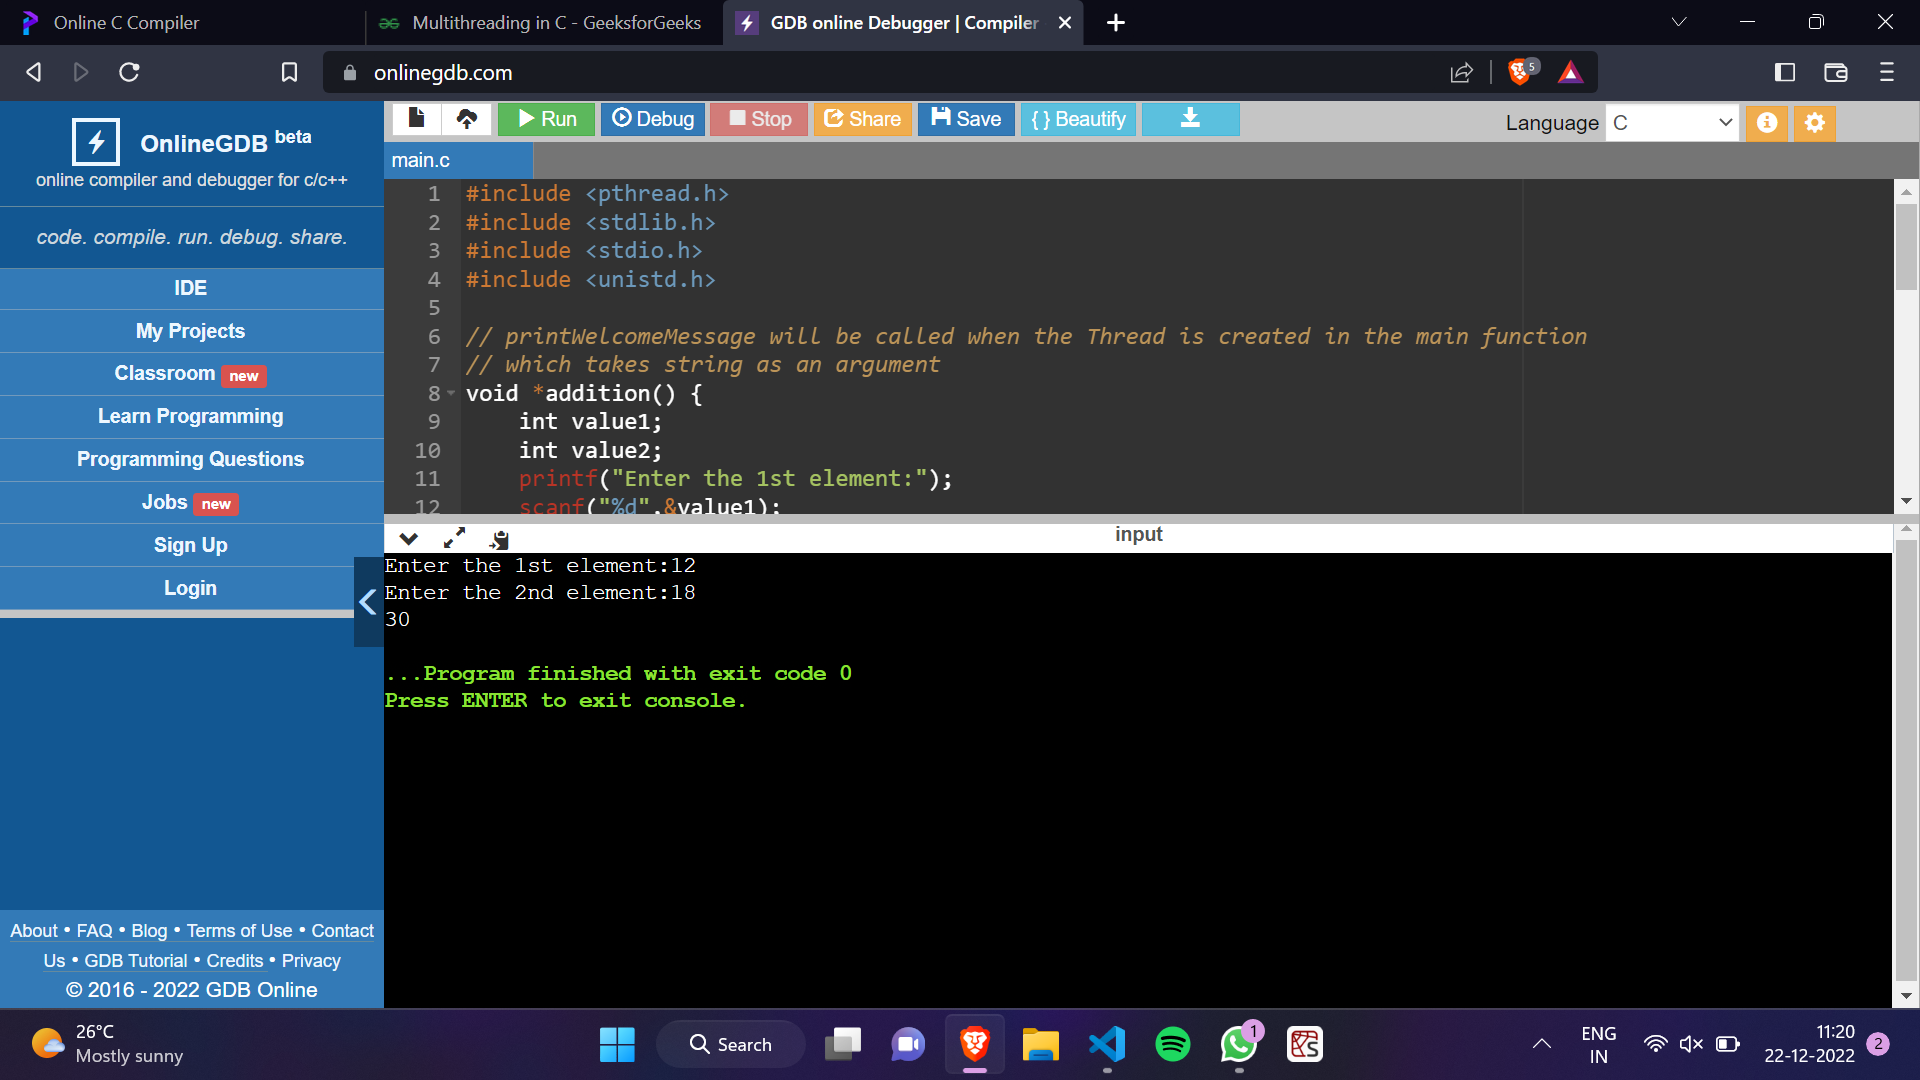 Online C Compiler
Multithreading in C - GeeksforGeeks
GDB online Debugger | Compiler
onlinegdb.com
5
OnlineGDB beta
online compiler and debugger for c/c++
code. compile. run. debug. share.
IDE
My Projects
Classroom new
Learn Programming
Programming Questions
Jobs new
Sign Up
Login
About • FAQ • Blog • Terms of Use • Contact
Us • GDB Tutorial • Credits • Privacy
© 2016 - 2022 GDB Online
Run Debug Stop Share Save { } Beautify
Language C
main.c
1 #include <pthread.h>
2 #include <stdlib.h>
3 #include <stdio.h>
4 #include <unistd.h>
5
6 // printWelcomeMessage will be called when the Thread is created in the main function
7 // which takes string as an argument
8 void *addition() {
9 int value1;
10 int value2;
11 printf("Enter the 1st element:");
12 scanf("%d",&value1);
input
Enter the 1st element:12
Enter the 2nd element:18
30
...Program finished with exit code 0
Press ENTER to exit console.
26°C
Mostly sunny
Search
1
ENG
IN
11:20
22-12-2022
2